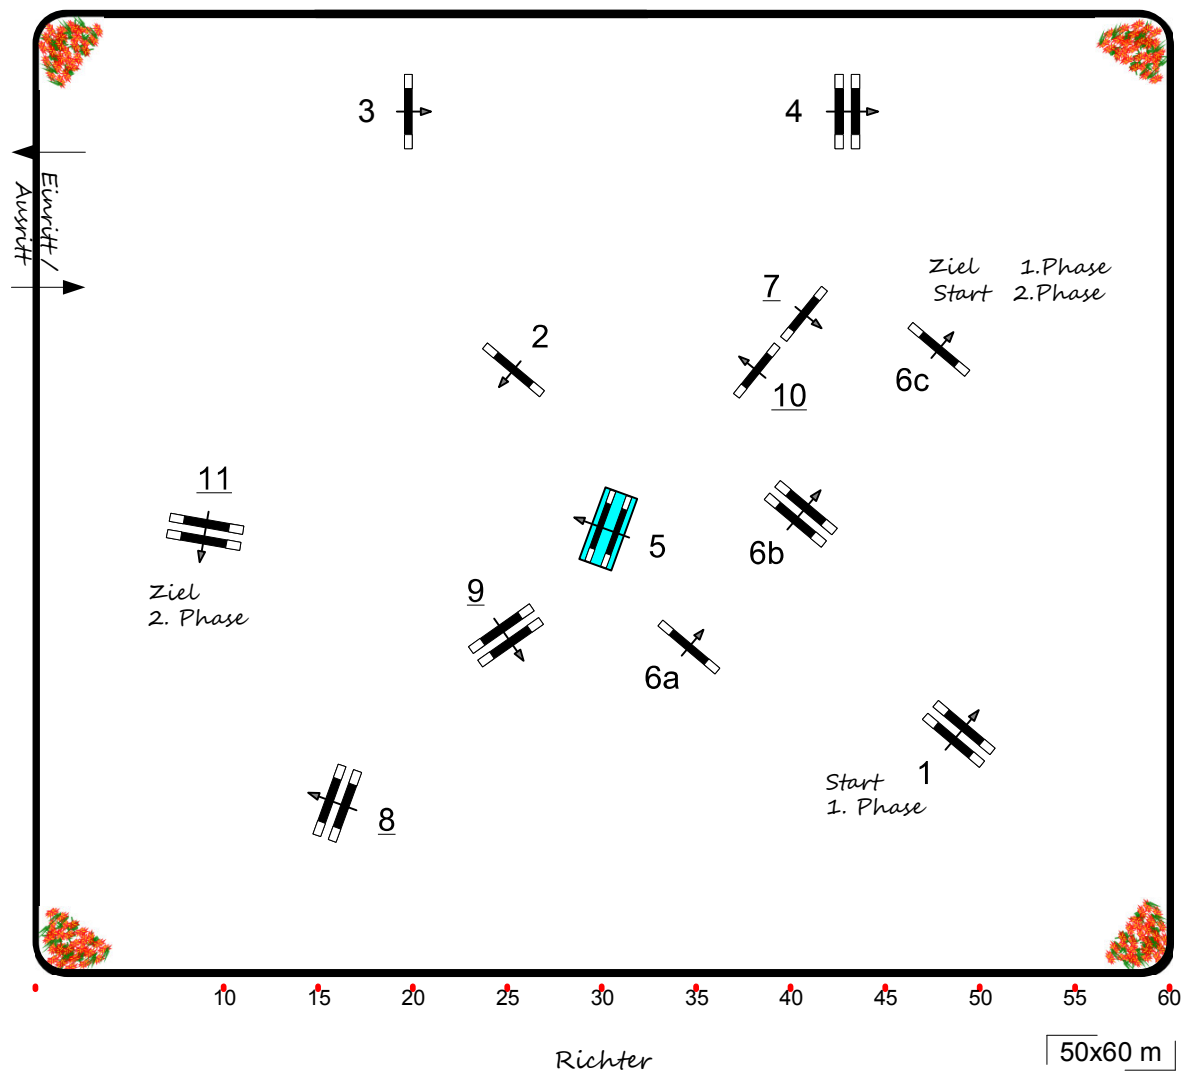 3
4
Einritt /
Ausritt
Ziel 1.Phase
Start 2.Phase
7
2
6c
10
11
5
6b
Ziel
2. Phase
9
6a
1
Start
1. Phase
8
10 15 20 25 30 35 40 45 50 55 60
Richter
50x60 m